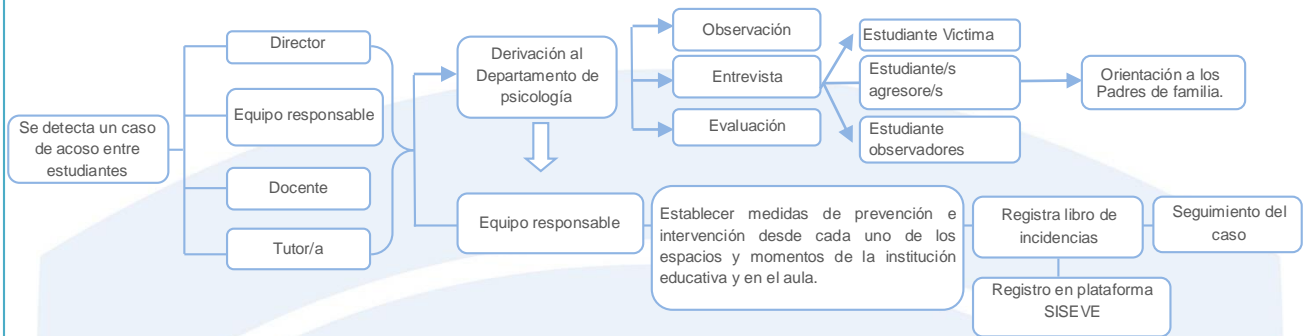 Se detecta un caso
de acoso entre
estudiantes
Director
Equipo responsable
Docente
Tutor/a
Derivación al
Departamento de
psicología
Equipo responsable
Observación
Entrevista
Evaluación
Estudiante Victima
Estudiante/s
agresore/s
Estudiante
observadores
Orientación a los
Padres de familia.
Establecer medidas de prevención e
intervención desde cada uno de los
espacios y momentos de la institución
educativa y en el aula.
Registra libro de
incidencias
Seguimiento del
caso
Registro en plataforma
SISEVE